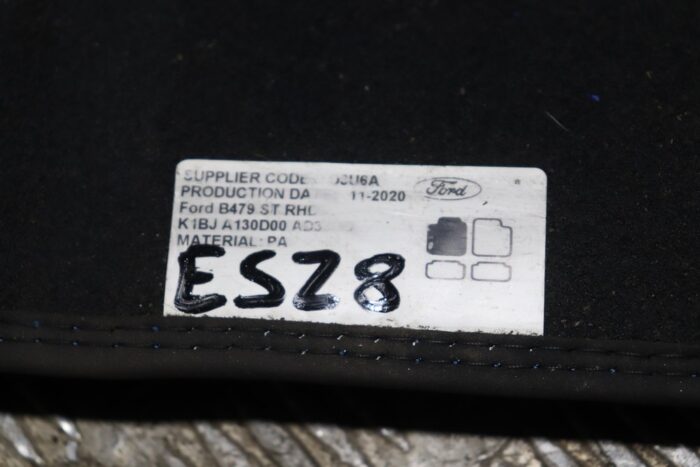 SUPPLIER CODE
PRODUCTION DA 11-2020
Ford
Ford B479 ST RHD
K1BJ A130D00
MATERIAL: PA
ES28